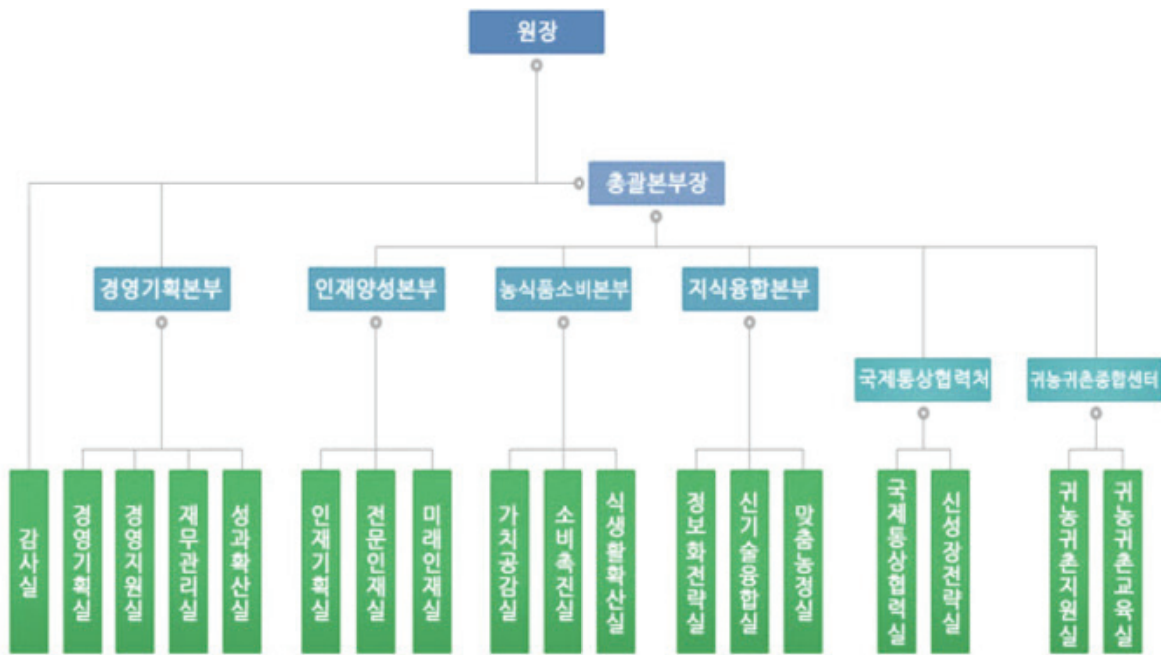 원장
총괄본부장
경영기획본부
인재양성본부
농식품소비본부
지식융합본부
국제통상협력처
귀농귀촌종합센터
감사실
경영기획실
경영지원실
재무관리실
성과확산실
인재기획실
전문인재실
미래인재실
가치공감실
소비촉진실
식생활확산실
정보화전략실
신기술융합실
맞춤농정실
국제통상협력실
신성장전략실
귀농귀촌지원실
귀농귀촌교육실